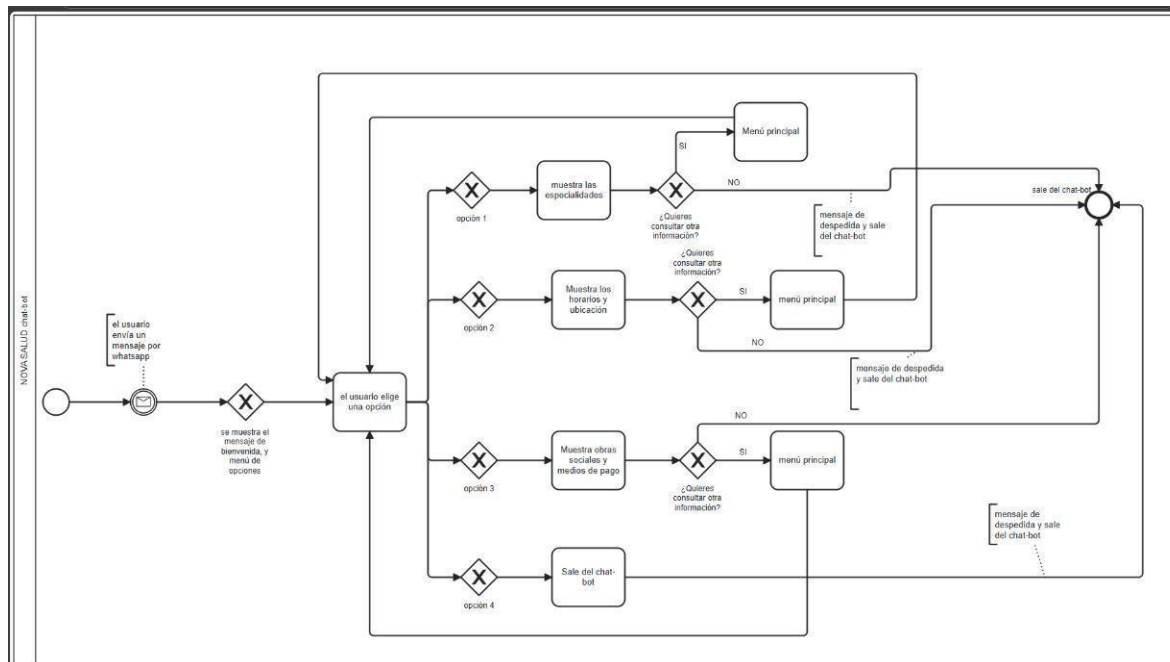 NOVASALUD chat-bot
el usuario
envía un
mensaje por
whatsapp
se muestra el
mensaje de
bienvenida, y
menú de
opciones
el usuario elige
una opción
Menú principal
SI
opción 1
muestra las
especialidades
¿Quieres
consultar otra
información?
NO
mensaje de
despedida y sale
del chat-bot
sale del chat-bot
opción 2
Muestra los
horarios y
ubicación
¿Quieres
consultar otra
información?
SI
menú principal
NO
mensaje de despedida
y sale del chat-bot
opción 3
Muestra obras
sociales y
medios de pago
¿Quieres
consultar otra
información?
NO
SI
menú principal
opción 4
Sale del chat-
bot
mensaje de
despedida y sale
del chat-bot